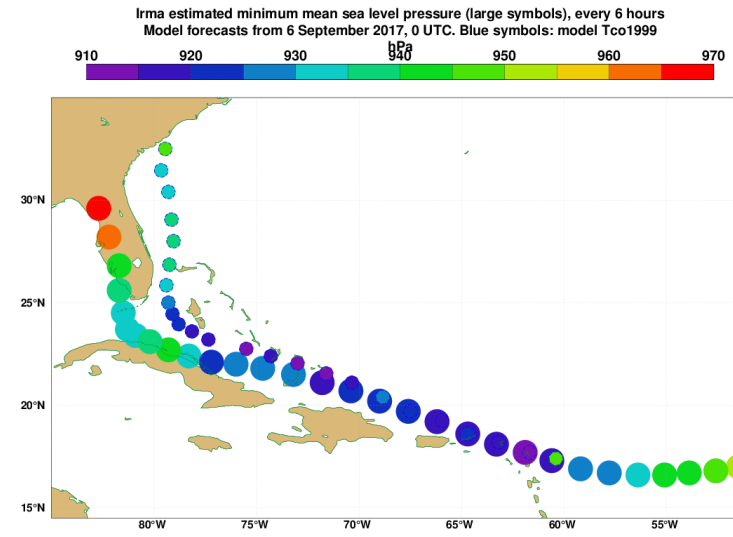 Irma estimated minimum mean sea level pressure (large symbols), every 6 hours
Model forecasts from 6 September 2017, 0 UTC. Blue symbols: model Tco1999
hPa
910 920 930 940 950 960 970
30°N
25°N
20°N
15°N
80°W 75°W 70°W 65°W 60°W 55°W